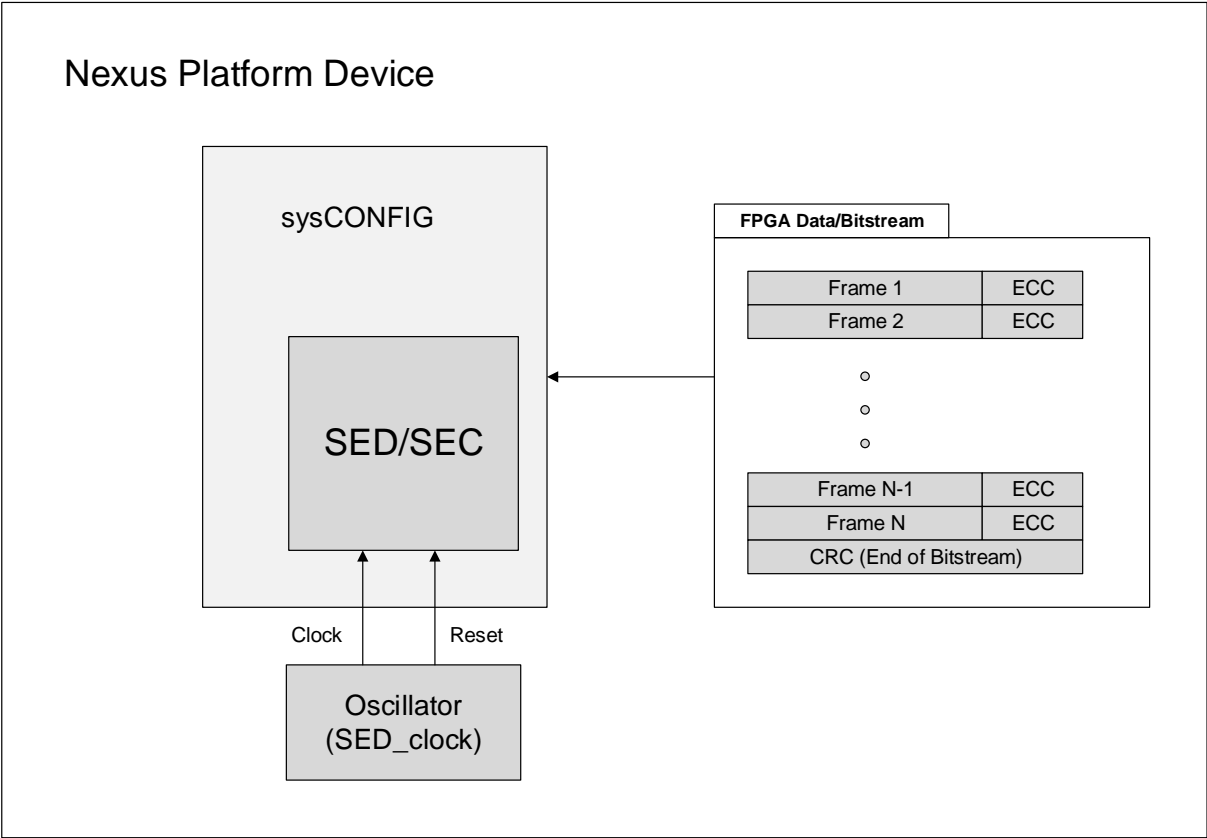 Nexus Platform Device
sysCONFIG
SED/SEC
Clock
Reset
Oscillator
(SED_clock)
FPGA Data/Bitstream
Frame 1 ECC
Frame 2 ECC
Frame N-1 ECC
Frame N ECC
CRC (End of Bitstream)